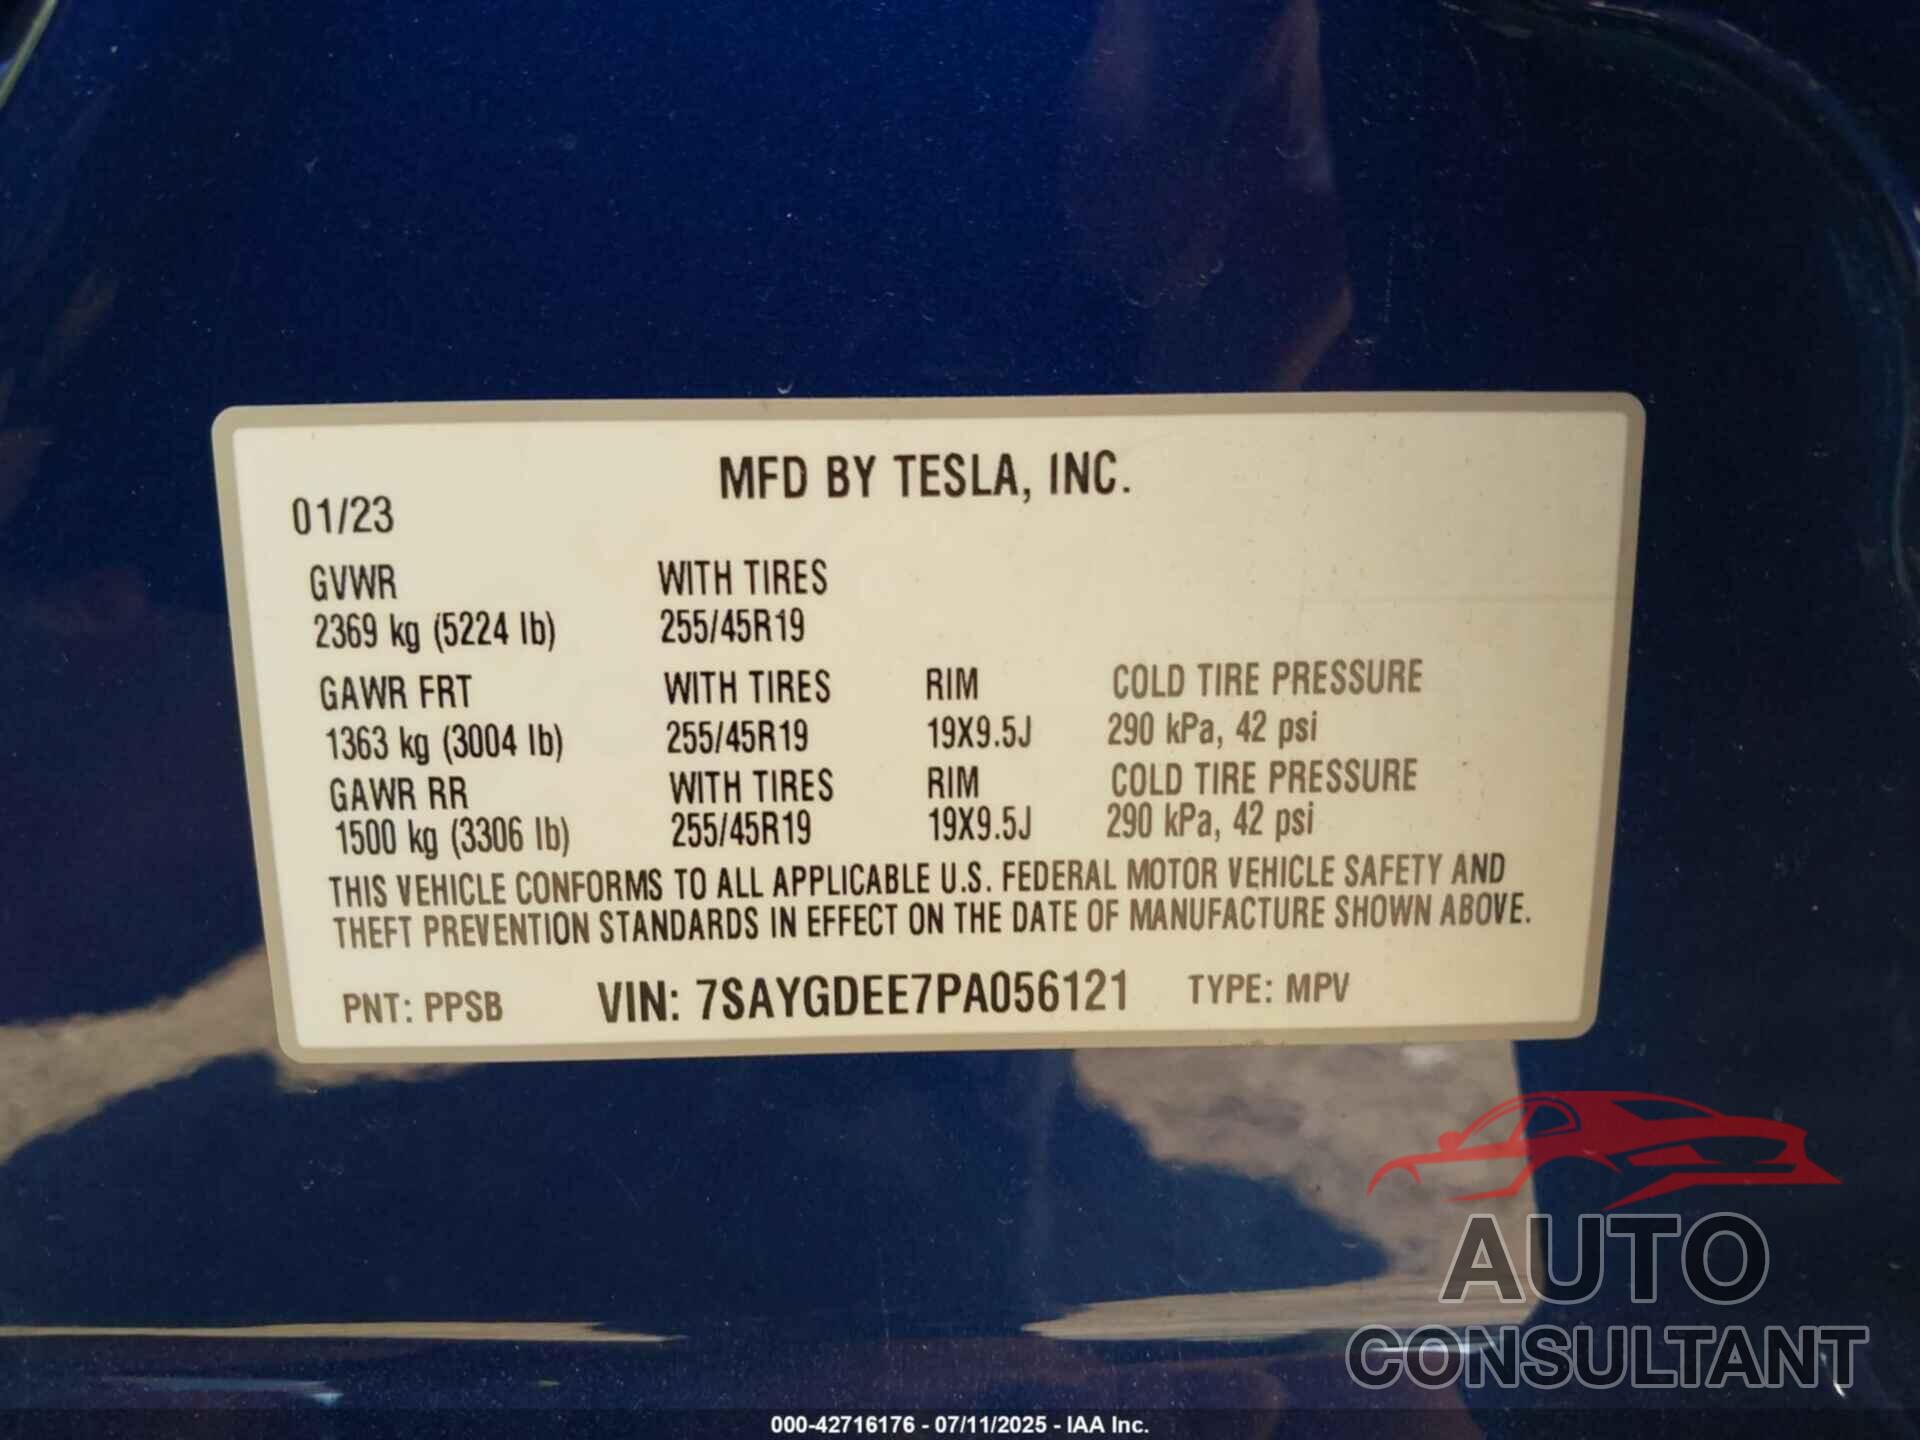 MFD BY TESLA, INC.
01/23
GVWR WITH TIRES
2369 kg (5224 lb) 255/45R19
GAWR FRT WITH TIRES RIM COLD TIRE PRESSURE
1363 kg (3004 lb) 255/45R19 19X9.5J 290 kPa, 42 psi
GAWR RR WITH TIRES RIM COLD TIRE PRESSURE
1500 kg (3306 lb) 255/45R19 19X9.5J 290 kPa, 42 psi
THIS VEHICLE CONFORMS TO ALL APPLICABLE U.S. FEDERAL MOTOR VEHICLE SAFETY AND
THEFT PREVENTION STANDARDS IN EFFECT ON THE DATE OF MANUFACTURE SHOWN ABOVE.
PNT: PPSB VIN: 7SAYGDEE7PA056121 TYPE: MPV
AUTO
CONSULTANT
000-42716176 - 07/11/2025 - IAA Inc.